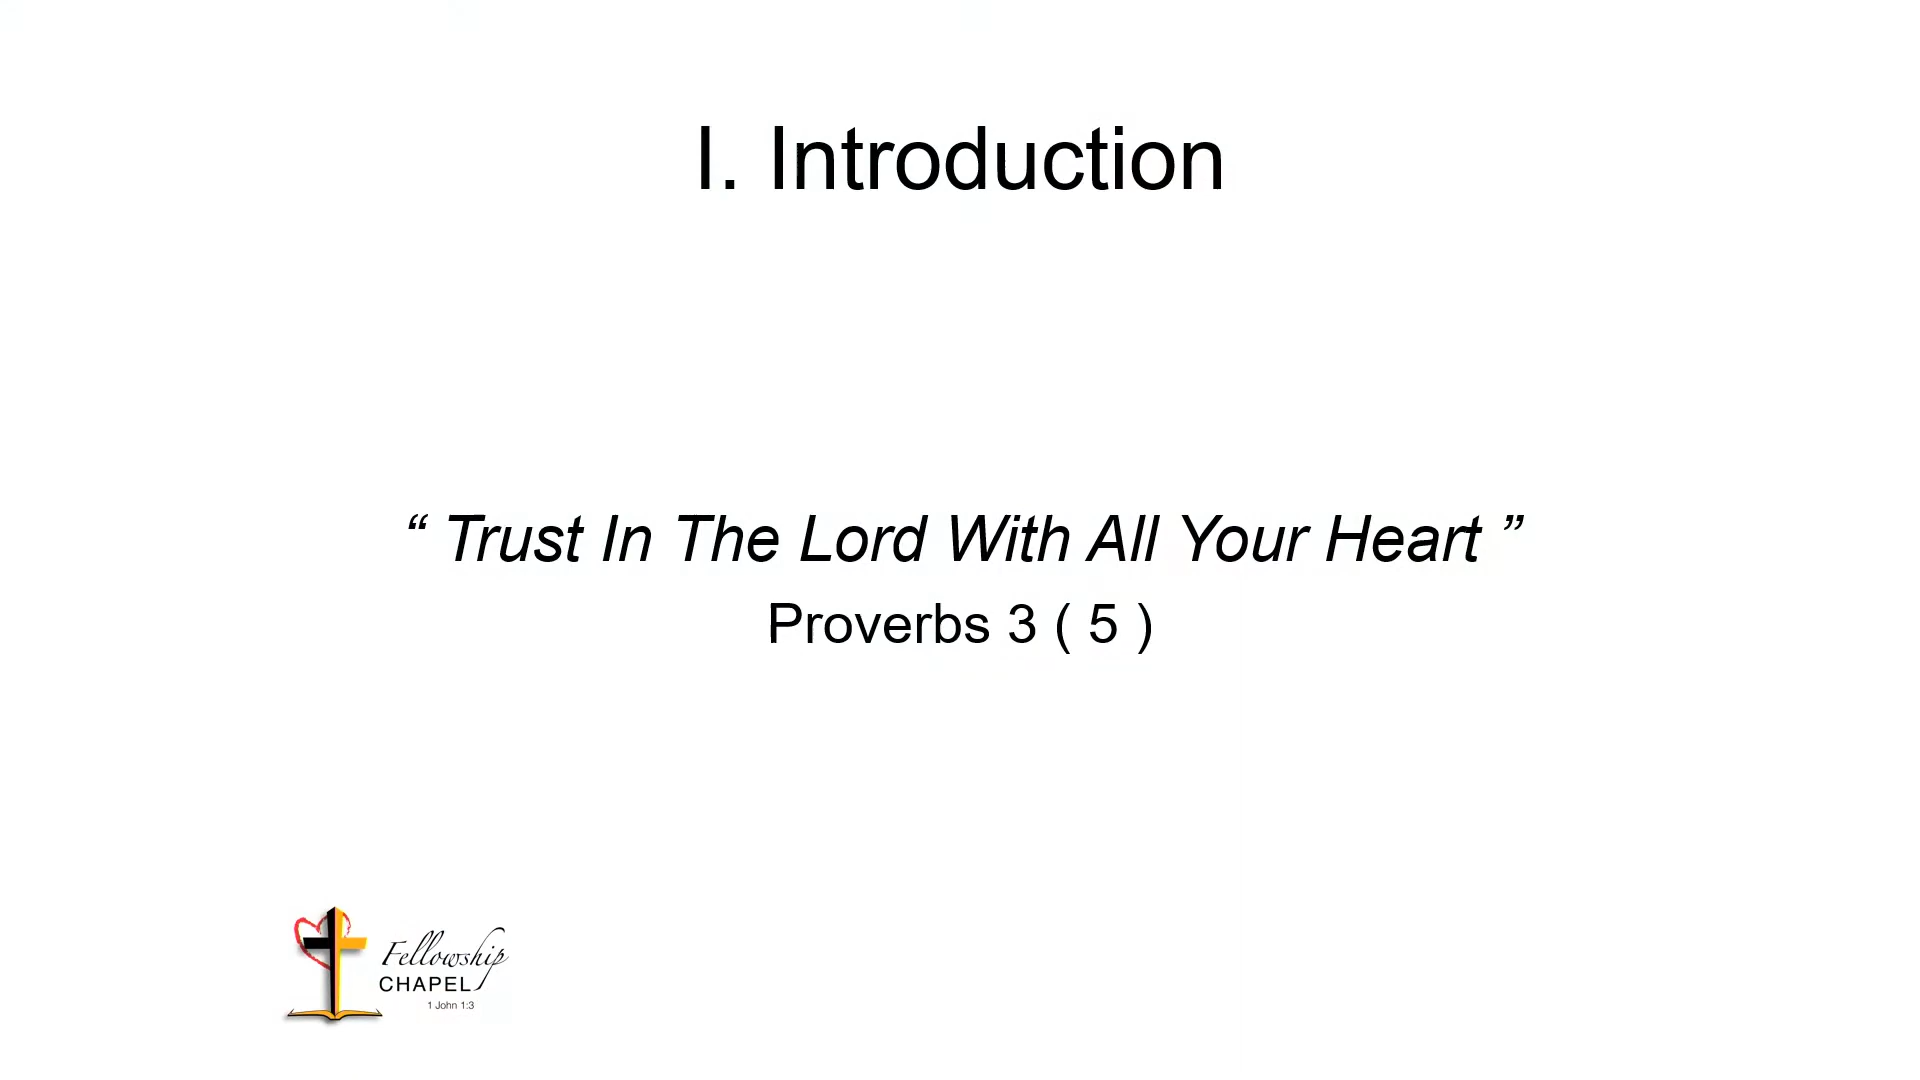 I. Introduction
“ Trust In The Lord With All Your Heart ”
Proverbs 3 ( 5 )
Fellowship
CHAPEL
1 John 1:3